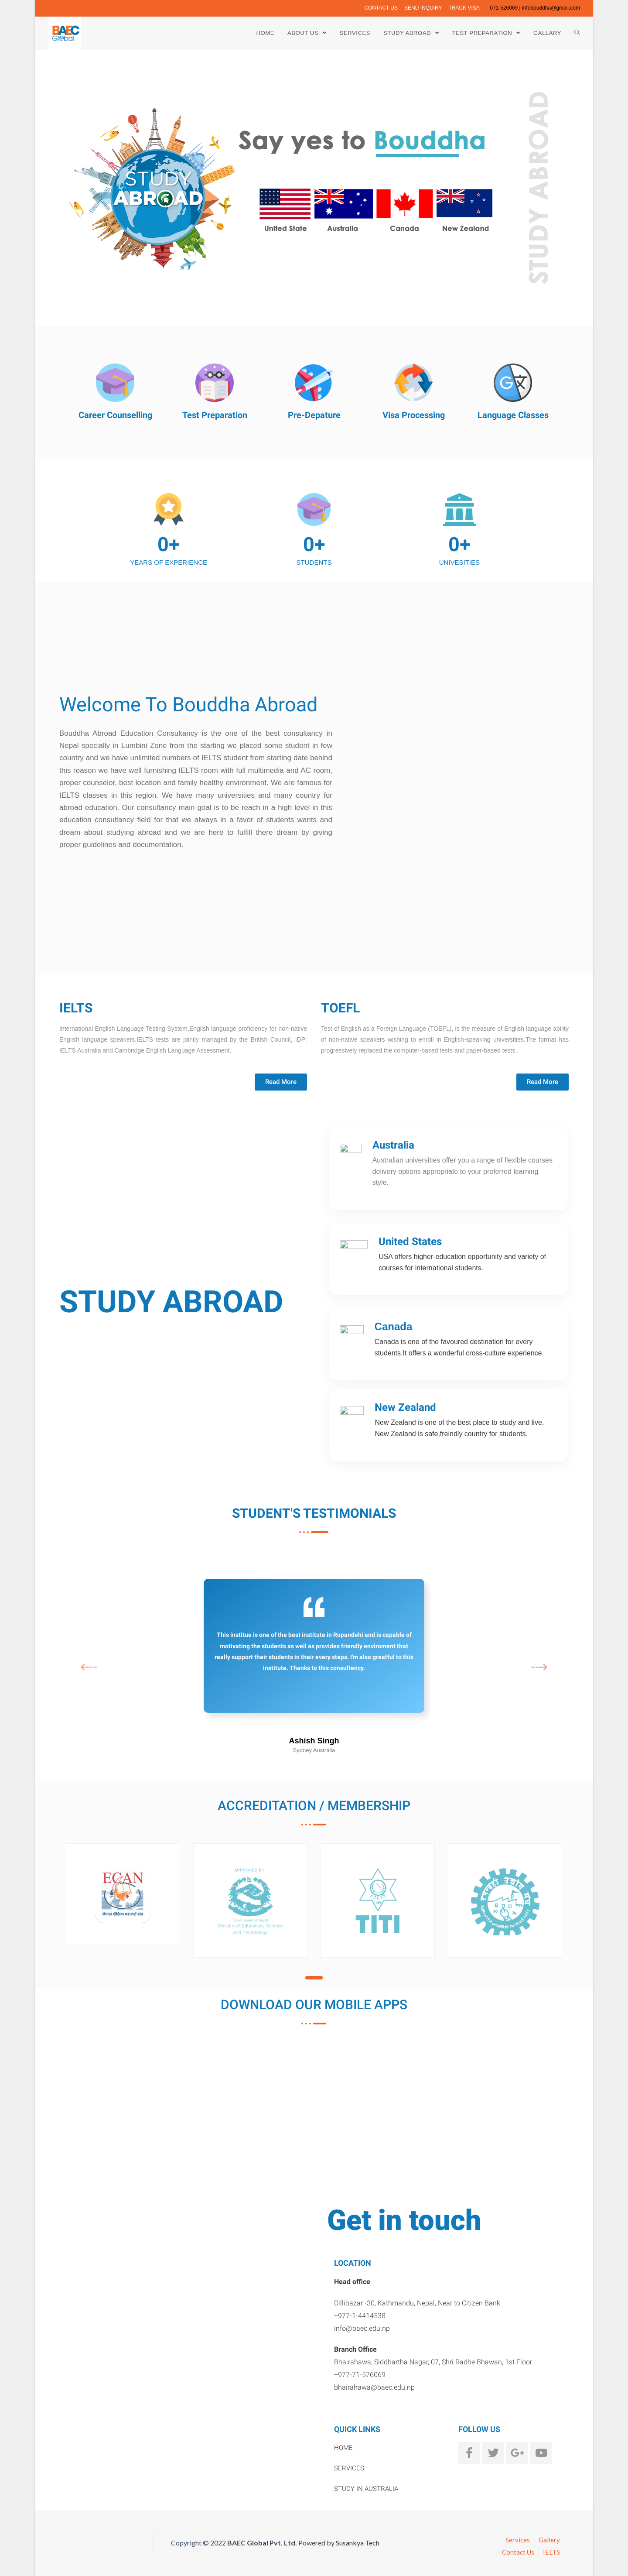 CONTACT US SEND INQUIRY TRACK VISA 071-526069 | infobouddha@gmail.com
BAEC
Global
HOME ABOUT US SERVICES STUDY ABROAD TEST PREPARATION GALLARY
Say yes to Bouddha
STUDY
ABROAD
STUDY ABROAD
United State Australia Canada New Zealand
Career Counselling Test Preparation Pre-Depature Visa Processing Language Classes
0+ 0+ 0+
YEARS OF EXPERIENCE STUDENTS UNIVESITIES
Welcome To Bouddha Abroad
Bouddha Abroad Education Consultancy is the one of the best consultancy in
Nepal specially in Lumbini Zone from the starting we placed some student in few
country and we have unlimited numbers of IELTS student from starting date behind
this reason we have well furnishing IELTS room with full multimedia and AC room,
proper counselor, best location and family healthy environment. We are famous for
IELTS classes in this region. We have many universities and many country for
abroad education. Our consultancy main goal is to be reach in a high level in this
education consultancy field for that we always in a favor of students wants and
dream about studying abroad and we are here to fulfill there dream by giving
proper guidelines and documentation.
IELTS
International English Language Testing System,English language proficiency for non-native
English language speakers.IELTS tests are jointly managed by the British Council, IDP:
IELTS Australia and Cambridge English Language Assessment.
Read More
TOEFL
Test of English as a Foreign Language (TOEFL), is the measure of English language ability
of non-native speakers wishing to enroll in English-speaking universities.The format has
progressively replaced the computer-based tests and paper-based tests .
Read More
STUDY ABROAD
Australia
Australian universities offer you a range of flexible courses
delivery options appropriate to your preferred learning
style.
United States
USA offers higher-education opportunity and variety of
courses for international students.
Canada
Canada is one of the favoured destination for every
students.It offers a wonderful cross-culture experience.
New Zealand
New Zealand is one of the best place to study and live.
New Zealand is safe,freindly country for students.
STUDENT'S TESTIMONIALS
This institue is one of the best institute in Rupandehi and is capable of
motivating the students as well as provides friendly enviroment that
really support their students in their every steps. I'm also greatful to this
institute. Thanks to this consultency.
Ashish Singh
Sydney Australia
ACCREDITATION / MEMBERSHIP
ECAN
APPROVED BY
Government of Nepal
Ministry of Education, Science
and Technology
TITI
DOWNLOAD OUR MOBILE APPS
Get in touch
LOCATION
Head office
Dillibazar -30, Kathmandu, Nepal, Near to Citizen Bank
+977-1-4414538
info@baec.edu.np
Branch Office
Bhairahawa, Siddhartha Nagar, 07, Shri Radhe Bhawan, 1st Floor
+977-71-576069
bhairahawa@baec.edu.np
QUICK LINKS
HOME
SERVICES
STUDY IN AUSTRALIA
FOLLOW US
Copyright © 2022 BAEC Global Pvt. Ltd. Powered by Susankya Tech
Services Gallery
Contact Us IELTS